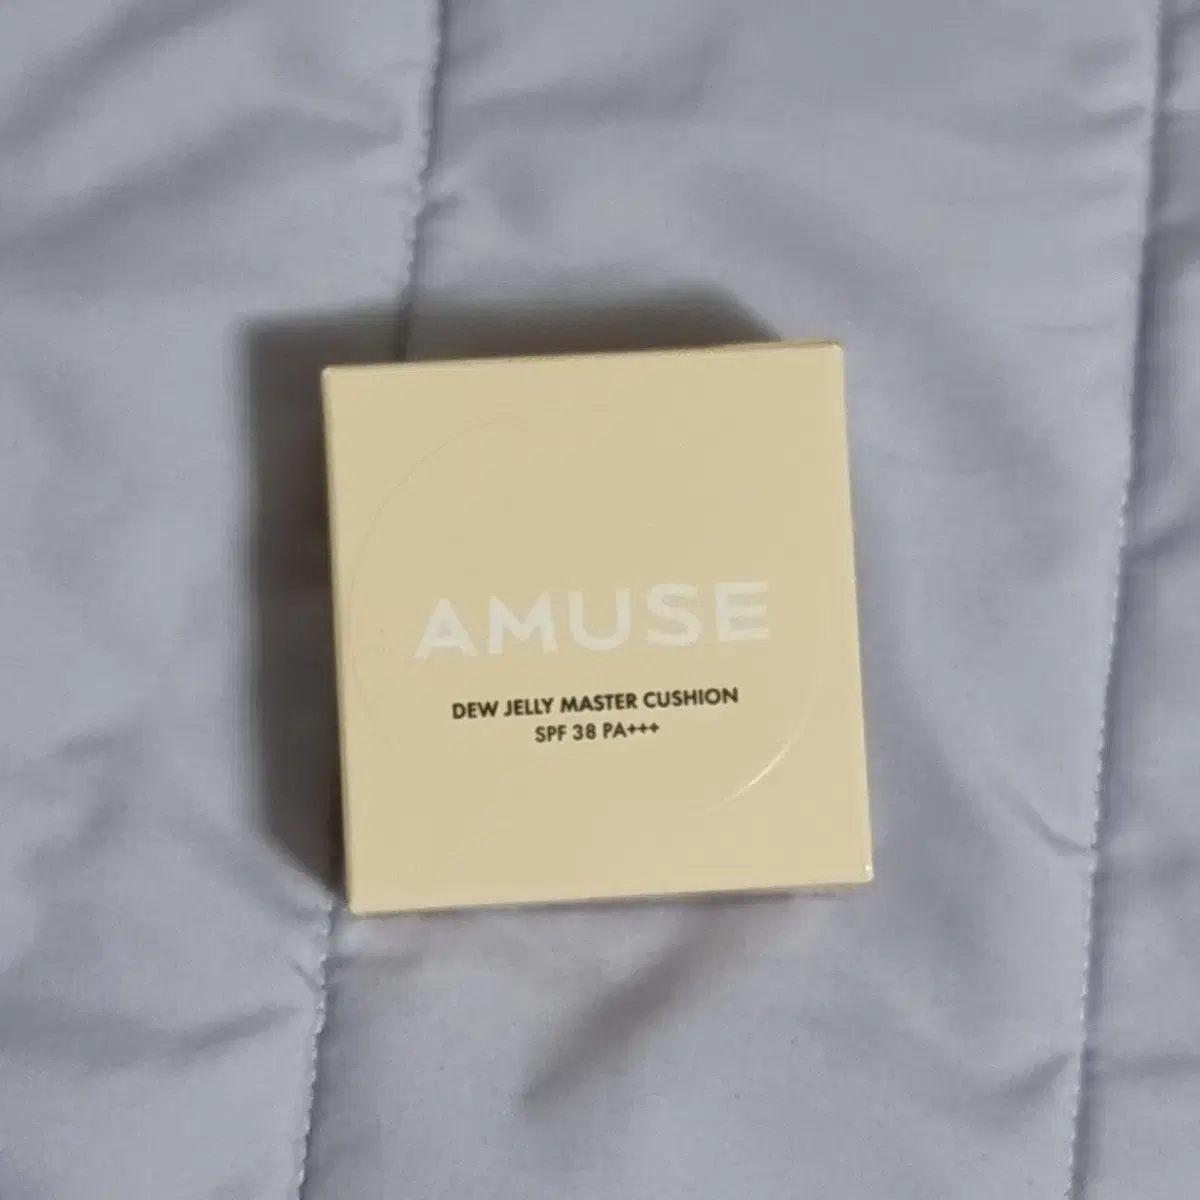 AMUSE
DEW JELLY MASTER CUSHION
SPF 38 PA+++